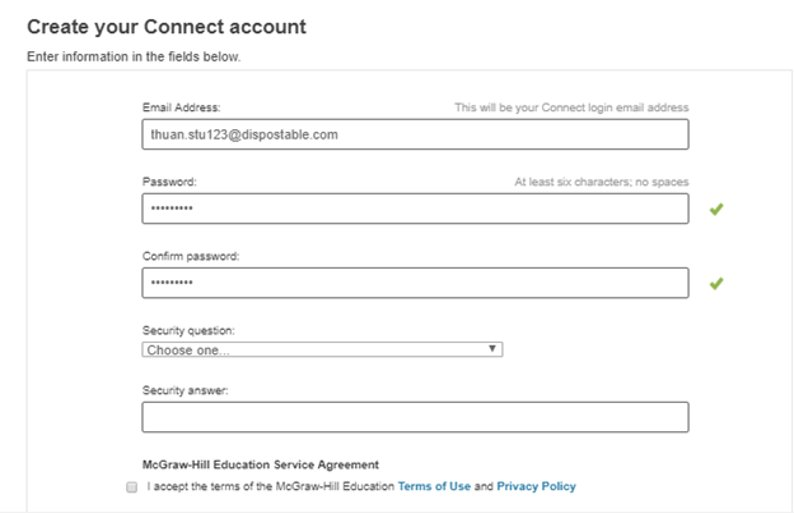 Create your Connect account
Enter information in the fields below.
Email Address: This will be your Connect login email address
thuan.stu123@dispostable.com
Password: At least six characters; no spaces
•••••••••
Confirm password:
•••••••••
Security question:
Choose one...
Security answer:
McGraw-Hill Education Service Agreement
I accept the terms of the McGraw-Hill Education Terms of Use and Privacy Policy